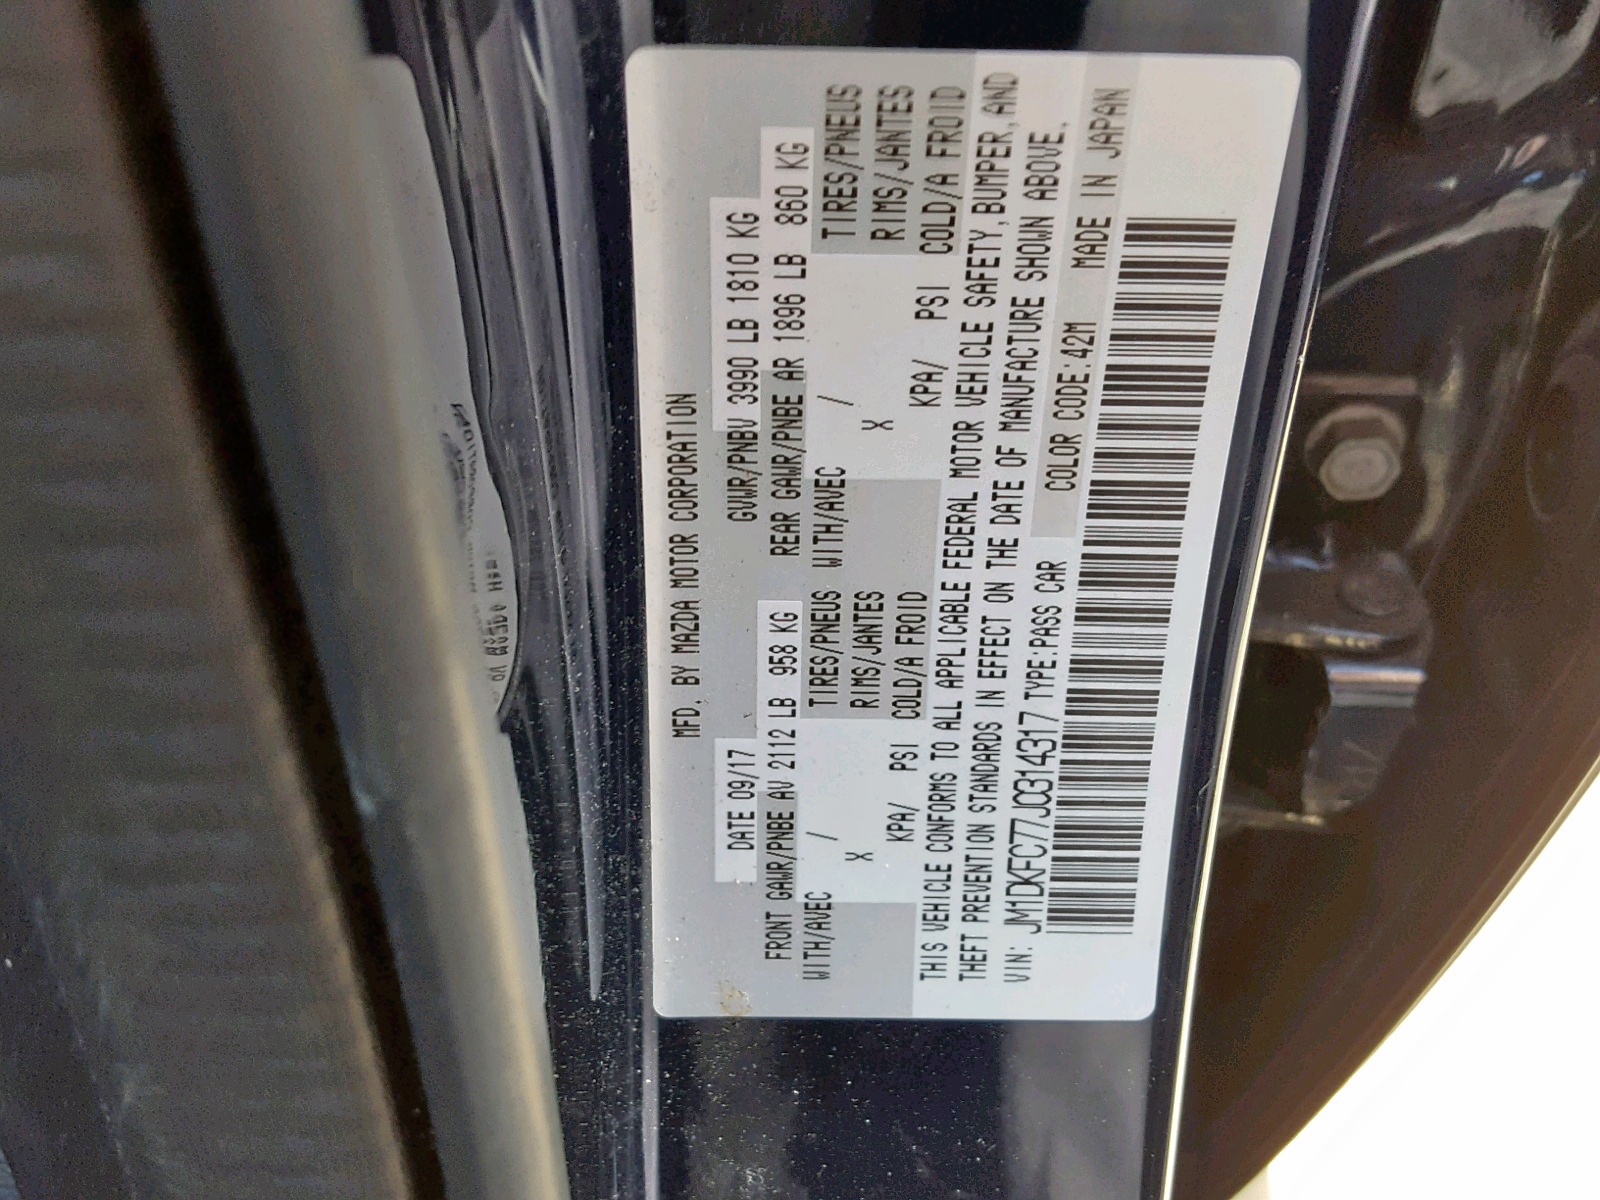 MFD. BY MAZDA MOTOR CORPORATION
DATE 09/17 GVWR/PNBV 3990 LB 1810 KG
FRONT GAWR/PNBE AV 2112 LB 958 KG REAR GAWR/PNBE AR 1896 LB 860 KG
WITH/AVEC / TIRES/PNEUS WITH/AVEC / TIRES/PNEUS
X RIMS/JANTES X RIMS/JANTES
KPA/ PSI COLD/A FROID KPA/ PSI COLD/A FROID
THIS VEHICLE CONFORMS TO ALL APPLICABLE FEDERAL MOTOR VEHICLE SAFETY, BUMPER, AND
THEFT PREVENTION STANDARDS IN EFFECT ON THE DATE OF MANUFACTURE SHOWN ABOVE.
VIN: JM1DKFC77J0314317 TYPE:PASS CAR COLOR CODE:42M MADE IN JAPAN